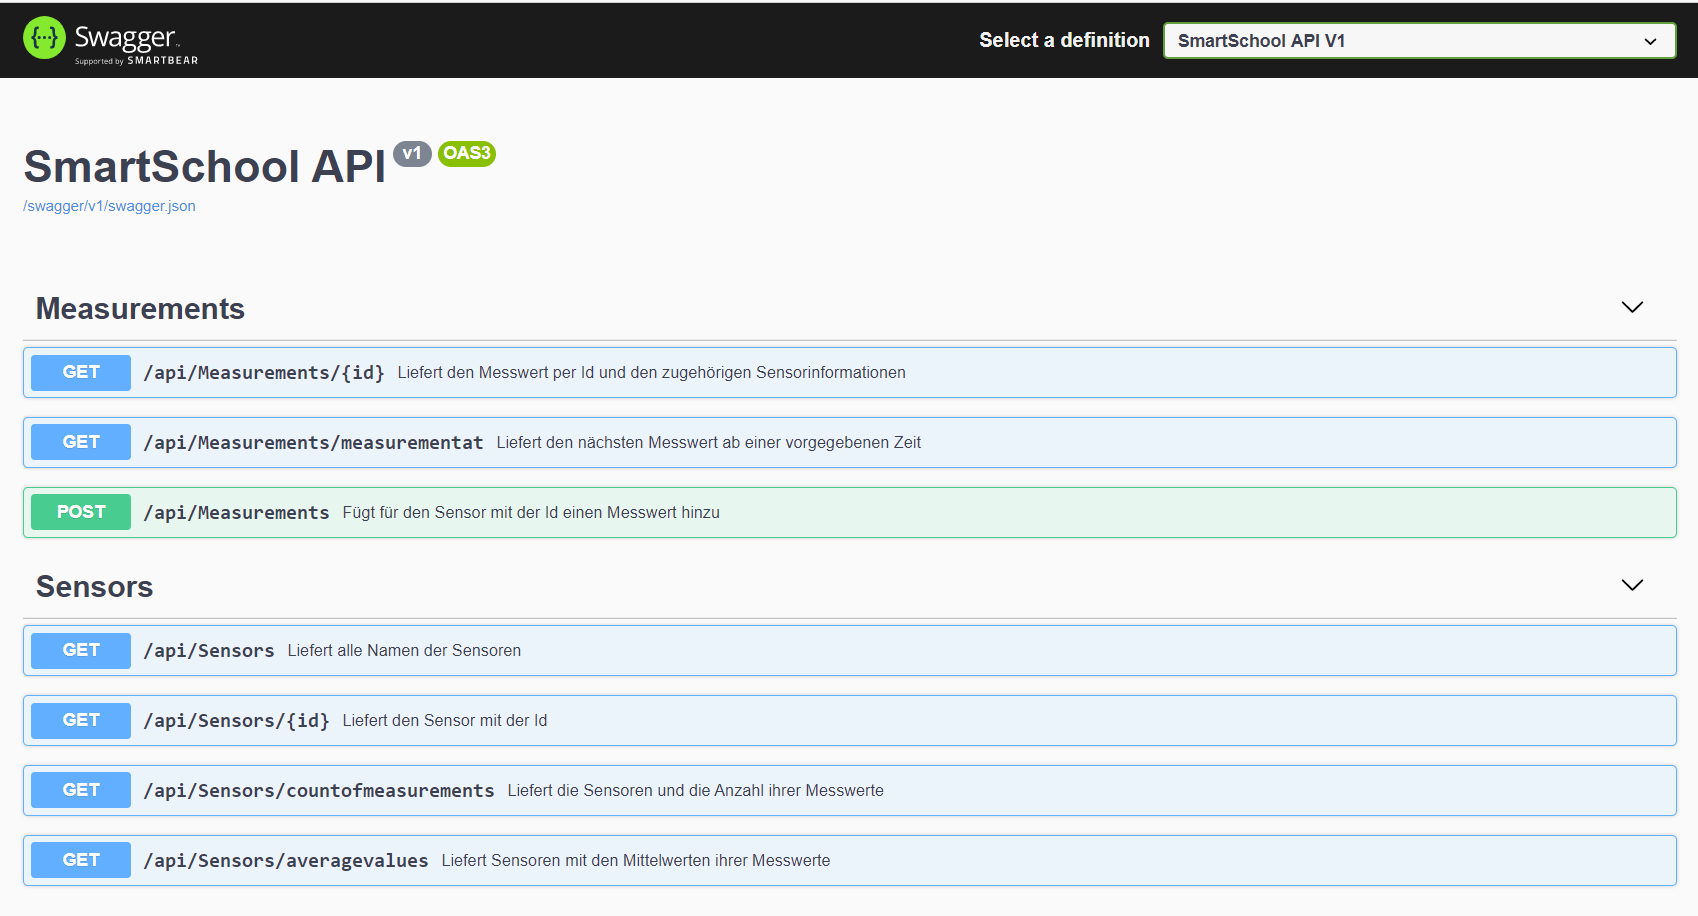 Swagger
Supported by SMARTBEAR
Select a definition
SmartSchool API V1
SmartSchool API v1 OAS3
/swagger/v1/swagger.json
Measurements
GET /api/Measurements/{id} Liefert den Messwert per Id und den zugehörigen Sensorinformationen
GET /api/Measurements/measurementat Liefert den nächsten Messwert ab einer vorgegebenen Zeit
POST /api/Measurements Fügt für den Sensor mit der Id einen Messwert hinzu
Sensors
GET /api/Sensors Liefert alle Namen der Sensoren
GET /api/Sensors/{id} Liefert den Sensor mit der Id
GET /api/Sensors/countofmeasurements Liefert die Sensoren und die Anzahl ihrer Messwerte
GET /api/Sensors/averagevalues Liefert Sensoren mit den Mittelwerten ihrer Messwerte